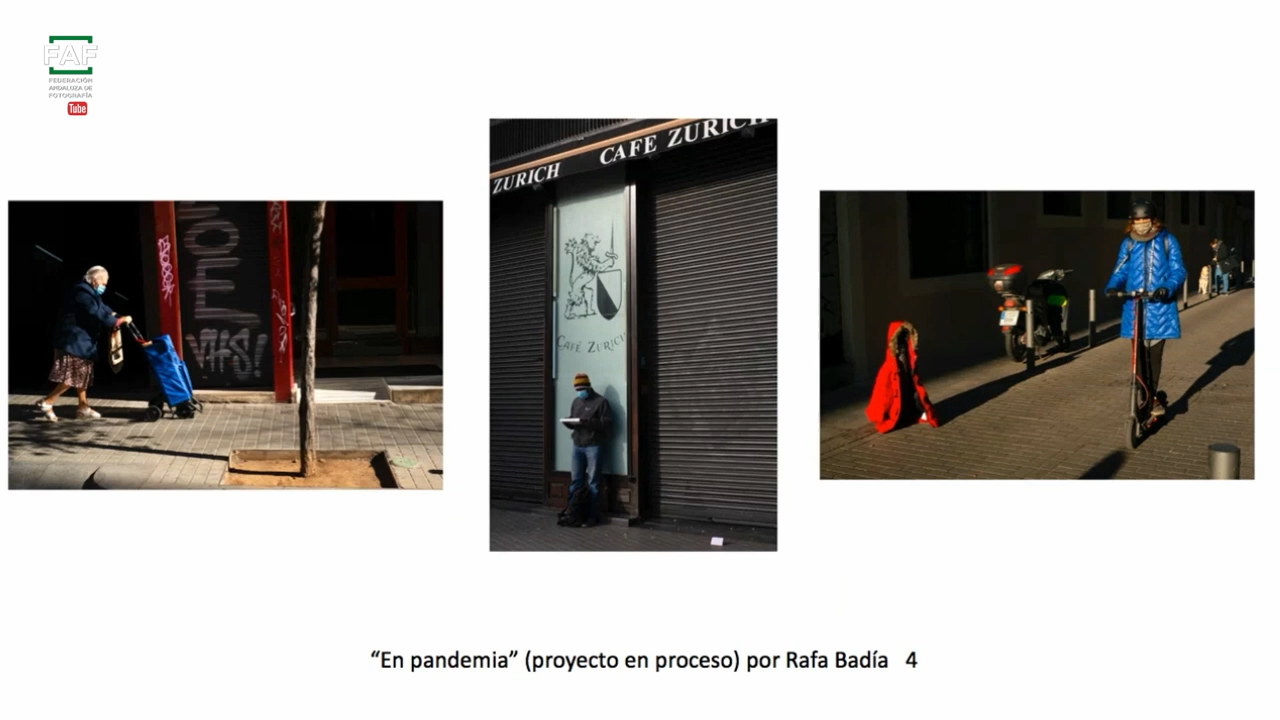 FAF
FEDERACIÓN
ANDALUZA DE
FOTOGRAFÍA
Tube
VHS!
ZURICH
CAFE ZURICH
CAFÉ ZURICH
“En pandemia” (proyecto en proceso) por Rafa Badía 4